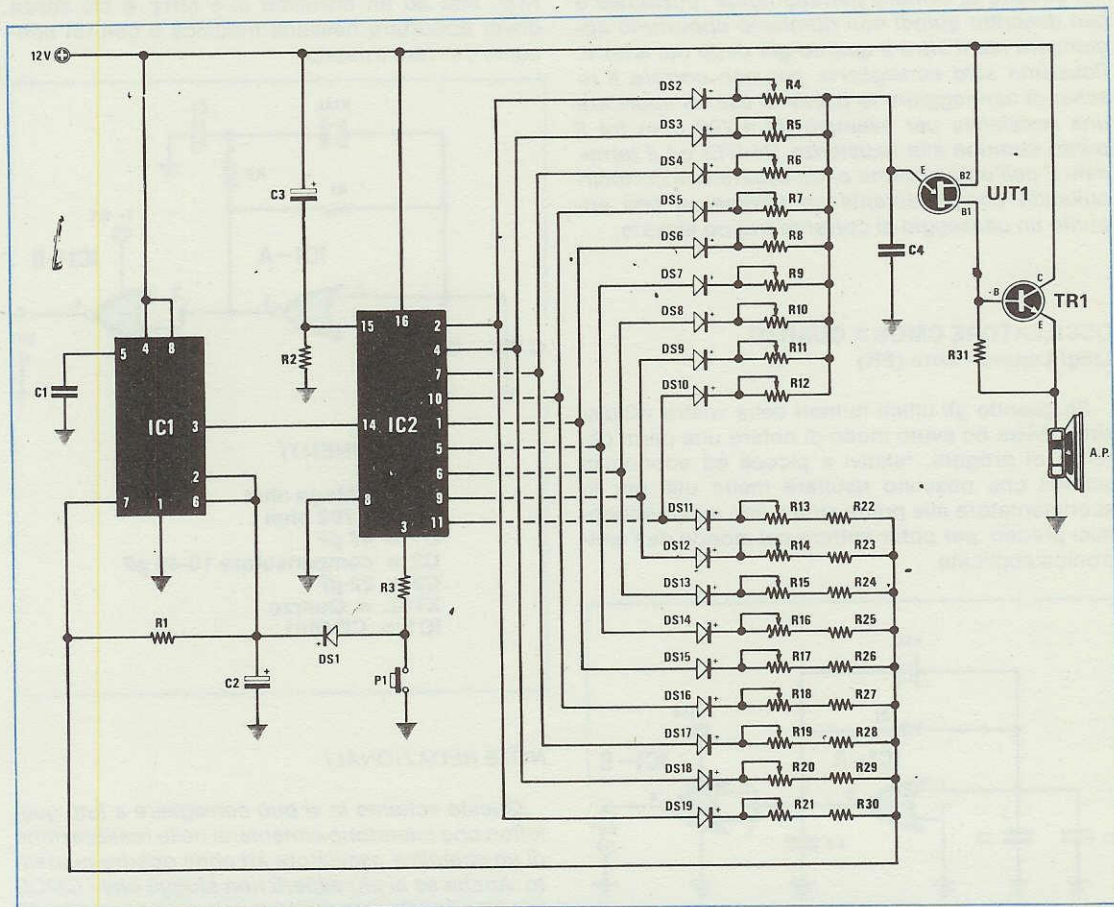 12V
DS2 R4
DS3 R5
DS4 R6
DS5 R7
DS6 R8
DS7 R9
DS8 R10
DS9 R11
DS10 R12
C3
R2
E B2
B1
UJT1
C4
B C
E
TR1
R31
A.P.
5 4 8
C1
IC1
3
2
7 1 6
15 16 2
4
7
10
14 IC2 1
5
6
8 9
3 11
R3
R1
DS1
C2
P1
DS11 R13 R22
DS12 R14 R23
DS13 R15 R24
DS14 R16 R25
DS15 R17 R26
DS16 R18 R27
DS17 R19 R28
DS18 R20 R29
DS19 R21 R30